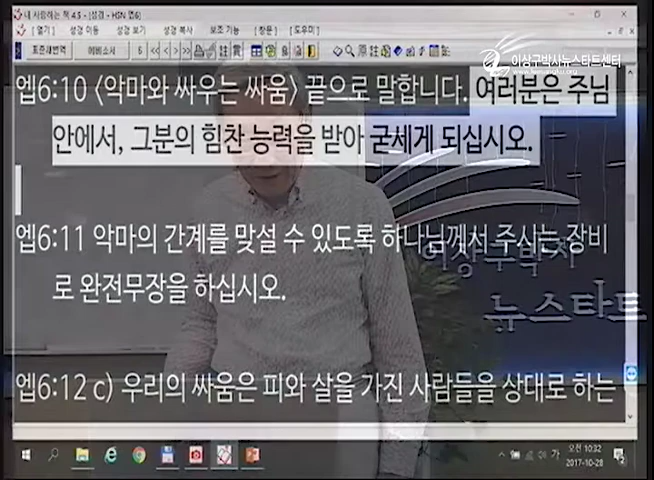 내 사랑하는 책 4.5 - [성경 - HSN 엡6]
[열기] 성경 이동 성경 보기 성경 복사 보조 기능 [창문] [도우미]
표준새번역 에베소서 6
이상구박사뉴스타트센터
엡6:10 〈악마와 싸우는 싸움〉 끝으로 말합니다. 여러분은 주님
안에서, 그분의 힘찬 능력을 받아 굳세게 되십시오.
엡6:11 악마의 간계를 맞설 수 있도록 하나님께서 주시는 장비
로 완전무장을 하십시오.
이상구박사
뉴스타트
엡6:12 c) 우리의 싸움은 피와 살을 가진 사람들을 상대로 하는
오전 10:32
2017-10-28